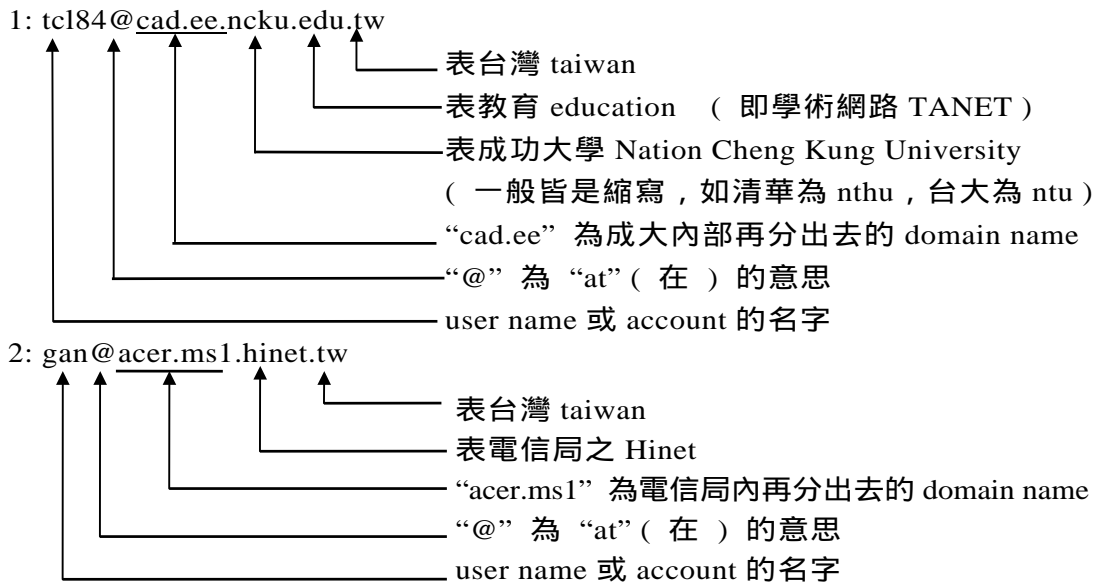 1: tcl84@cad.ee.ncku.edu.tw
表台灣 taiwan
表教育 education ( 即學術網路 TANET )
表成功大學 Nation Cheng Kung University
( 一般皆是縮寫，如清華為 nthu，台大為 ntu )
“cad.ee” 為成大內部再分出去的 domain name
“@” 為 “at” ( 在 ) 的意思
user name 或 account 的名字
2: gan@acer.ms1.hinet.tw
表台灣 taiwan
表電信局之 Hinet
“acer.ms1” 為電信局內再分出去的 domain name
“@” 為 “at” ( 在 ) 的意思
user name 或 account 的名字